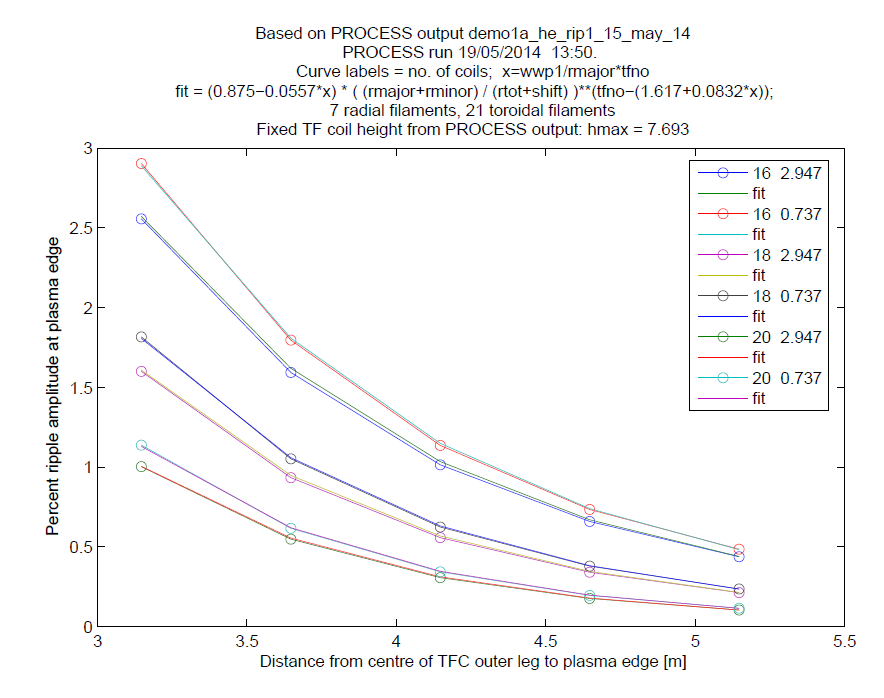 Based on PROCESS output demo1a_he_rip1_15_may_14
PROCESS run 19/05/2014  13:50.
Curve labels = no. of coils;  x=wwp1/rmajor*tfno
fit = (0.875−0.0557*x) * ( (rmajor+rminor) / (rtot+shift) )**(tfno−(1.617+0.0832*x));
7 radial filaments, 21 toroidal filaments
Fixed TF coil height from PROCESS output: hmax = 7.693
3
2.5
2
1.5
1
0.5
0
Percent ripple amplitude at plasma edge
16  2.947
fit
16  0.737
fit
18  2.947
fit
18  0.737
fit
20  2.947
fit
20  0.737
fit
3 3.5 4 4.5 5 5.5
Distance from centre of TFC outer leg to plasma edge [m]